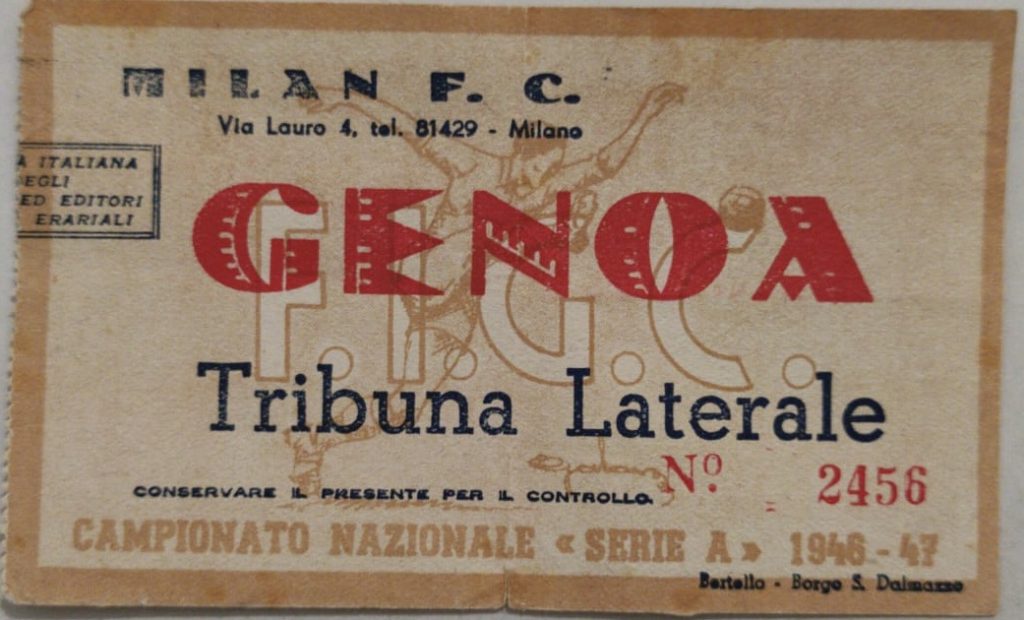 MILAN F. C.
Via Lauro 4, tel. 81429 - Milano
A ITALIANA
EGLI
ED EDITORI
ERARIALI
GENOA
F.I.G.C.
Tribuna Laterale
Nº 2456
CONSERVARE IL PRESENTE PER IL CONTROLLO.
CAMPIONATO NAZIONALE « SERIE A » 1946 - 47
Bertello - Borgo S. Dalmazzo